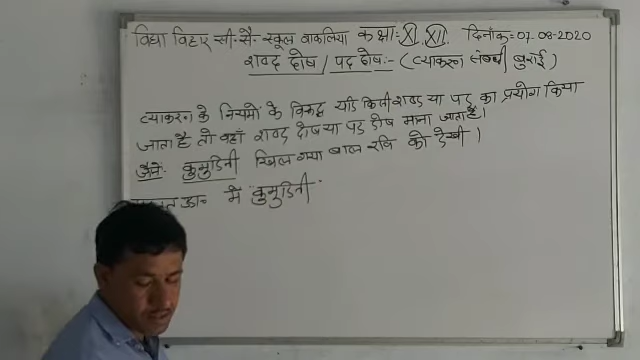 विद्या विहार सी. सै. स्कूल बाकलिया कक्षा: XI, XII, दिनांक= 07.08-2020
शब्द दोष / पद दोष:- (व्याकरण संबंधी बुराई)
व्याकरण के नियमों के विरुद्ध यदि किसी शब्द या पद का प्रयोग किया
जाता है तो वहाँ शब्द दोष या पद दोष माना जाता है।
जैसे:- कुमुदिनी खिल गया बाल रवि को देखी।
उदा॰ में "कुमुदिनी"